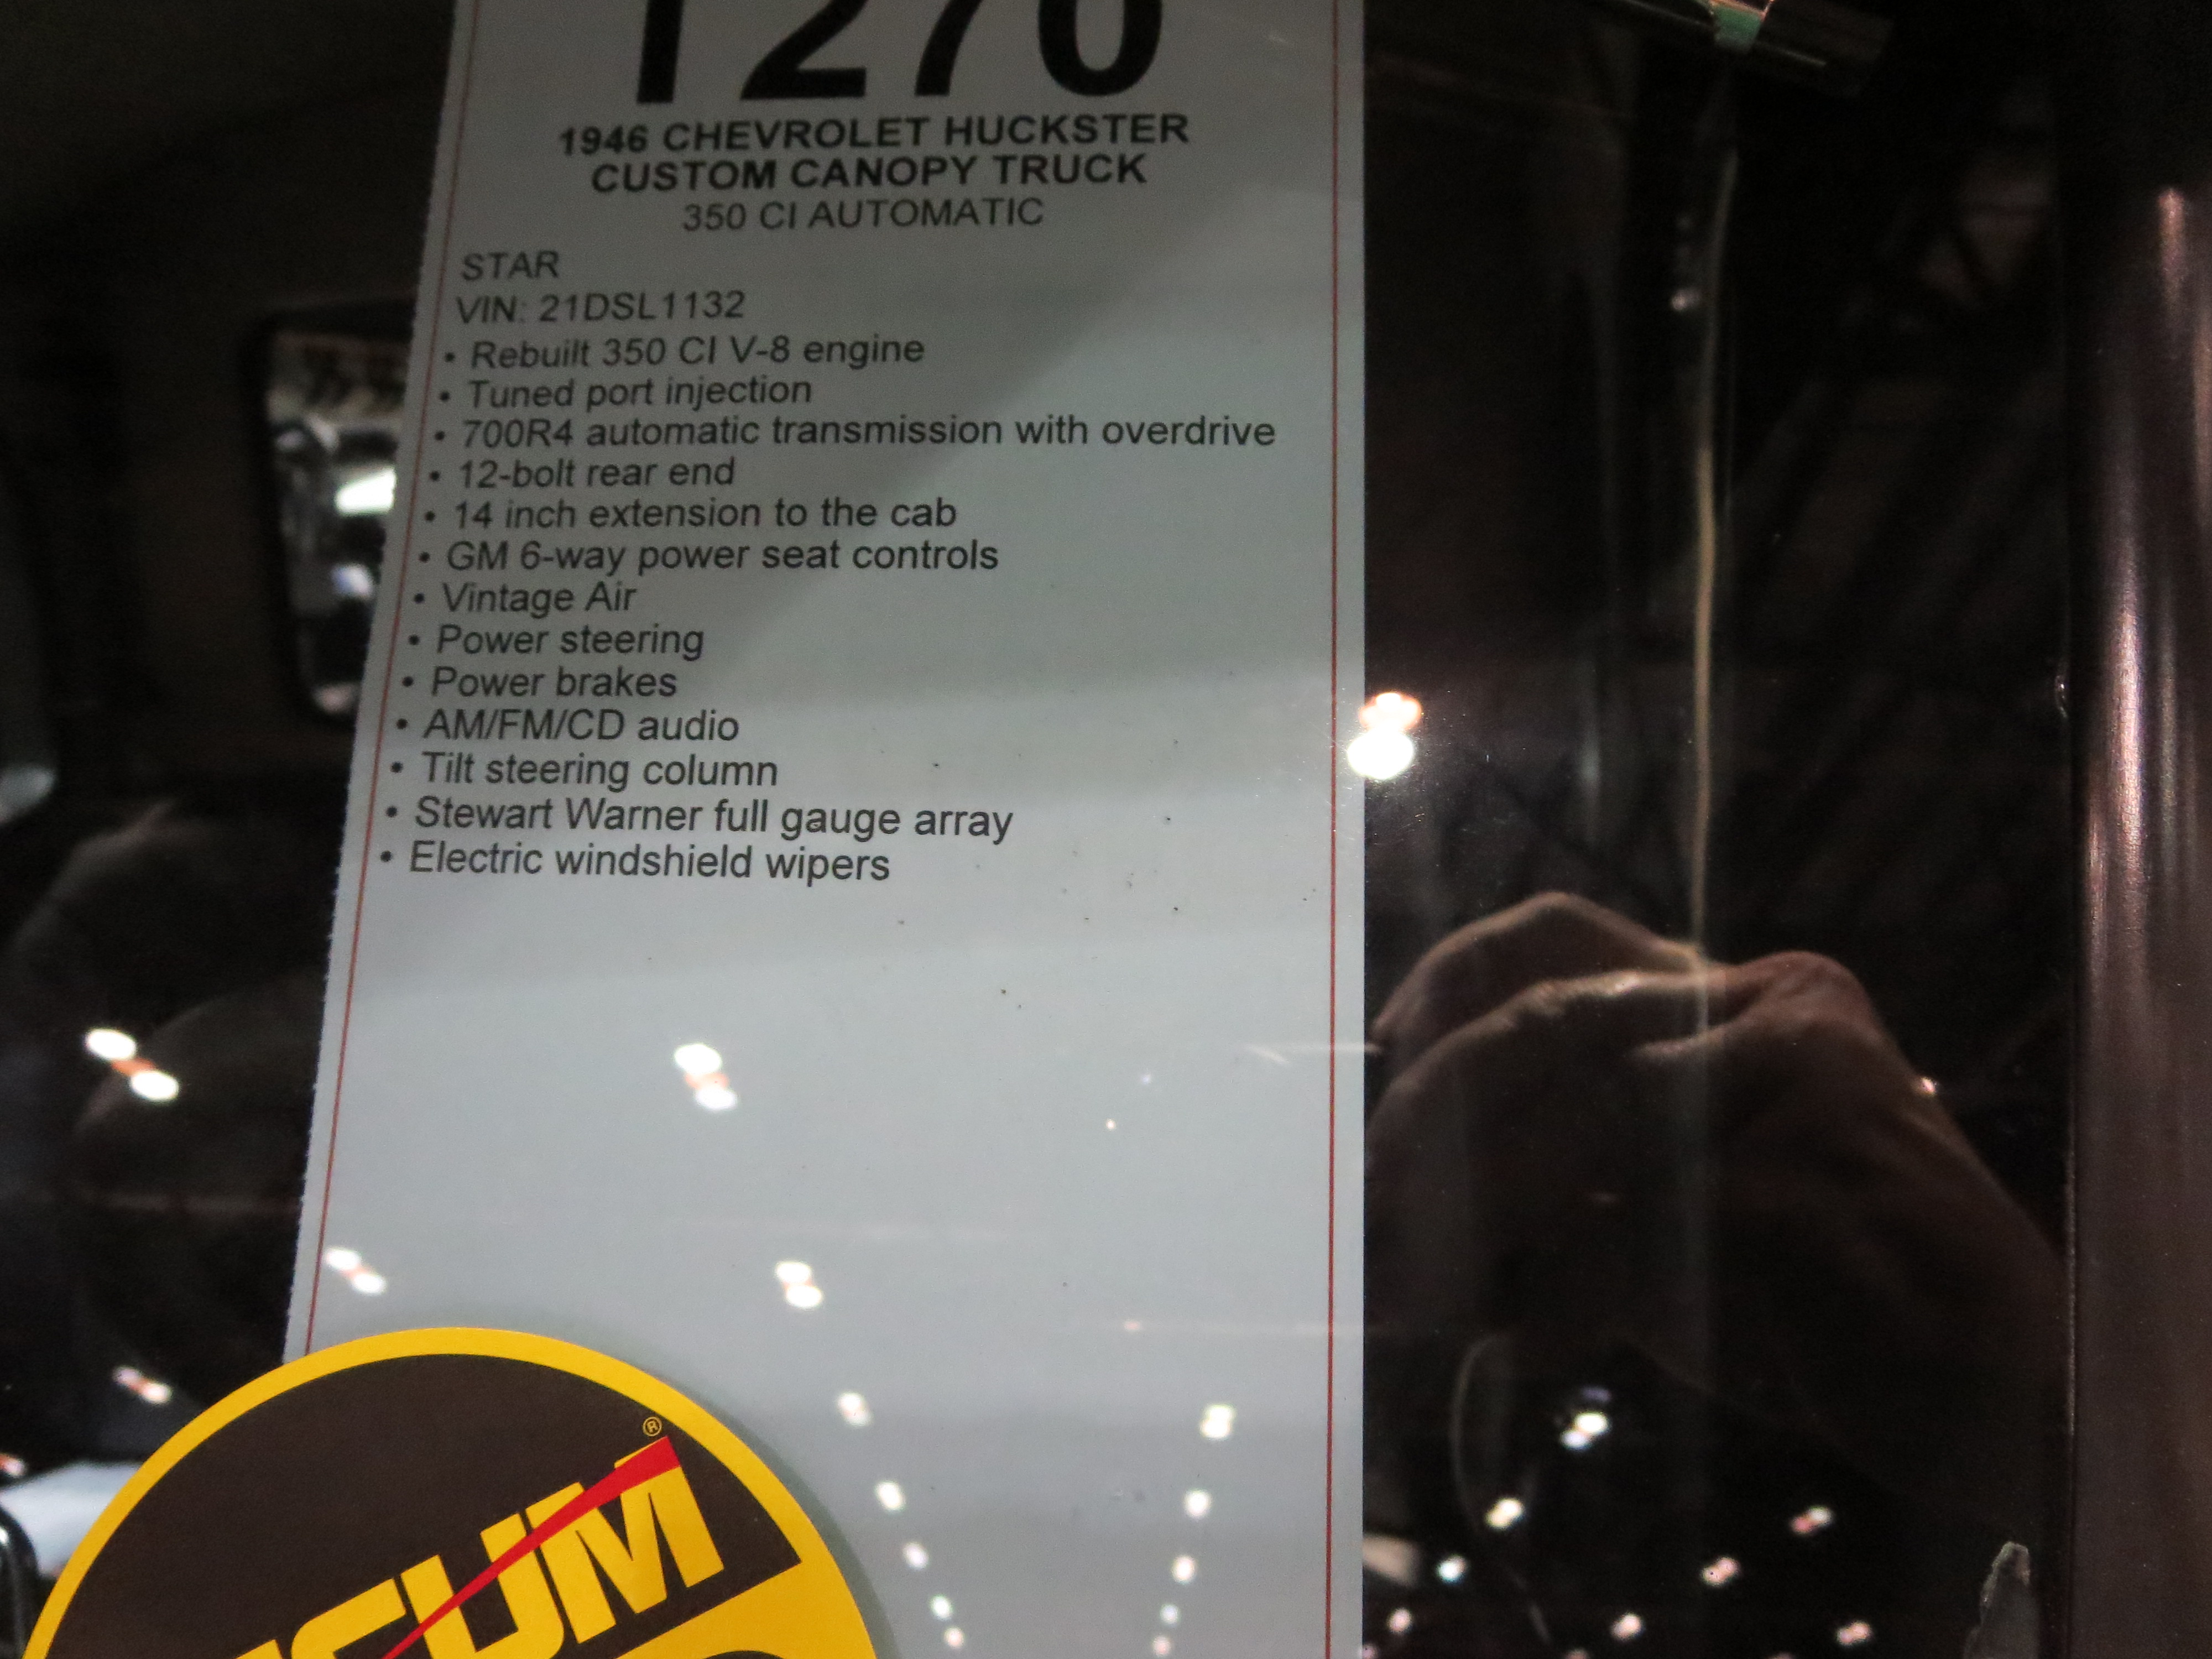 T270
1946 CHEVROLET HUCKSTER
CUSTOM CANOPY TRUCK
350 CI AUTOMATIC
STAR
VIN: 21DSL1132
• Rebuilt 350 CI V-8 engine
• Tuned port injection
• 700R4 automatic transmission with overdrive
• 12-bolt rear end
• 14 inch extension to the cab
• GM 6-way power seat controls
• Vintage Air
• Power steering
• Power brakes
• AM/FM/CD audio
• Tilt steering column
• Stewart Warner full gauge array
• Electric windshield wipers
®